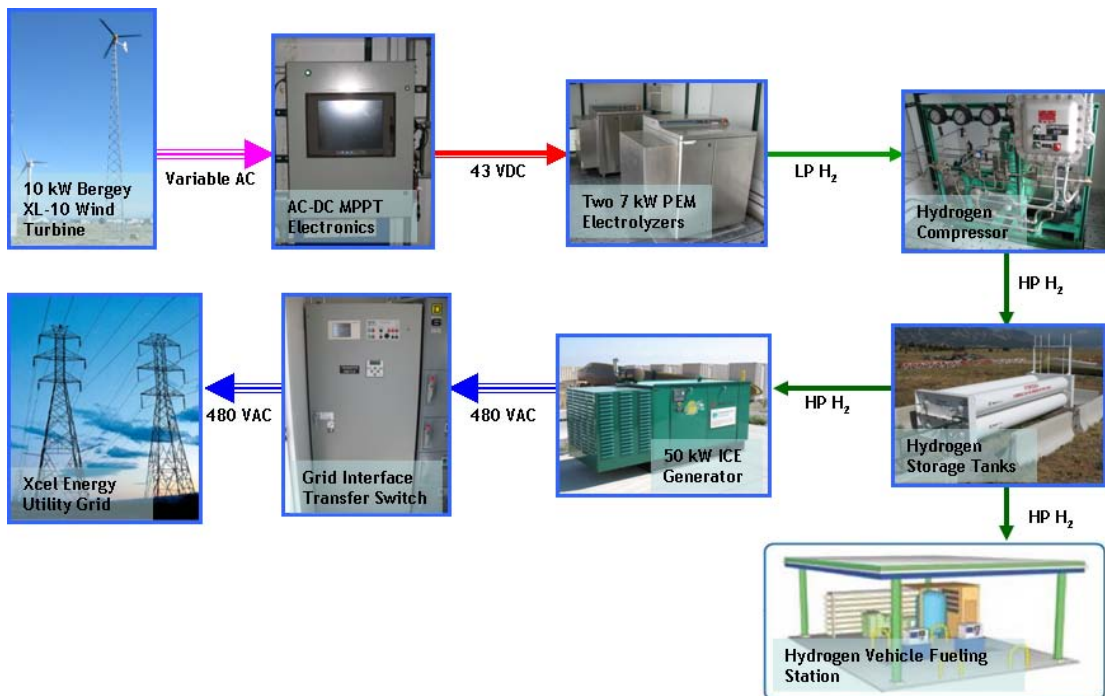 10 kW Bergey
XL-10 Wind
Turbine
Variable AC
AC-DC MPPT
Electronics
43 VDC
Two 7 kW PEM
Electrolyzers
LP H₂
Hydrogen
Compressor
HP H₂
Xcel Energy
Utility Grid
480 VAC
Grid Interface
Transfer Switch
480 VAC
50 kW ICE
Generator
HP H₂
Hydrogen
Storage Tanks
HP H₂
Hydrogen Vehicle Fueling
Station